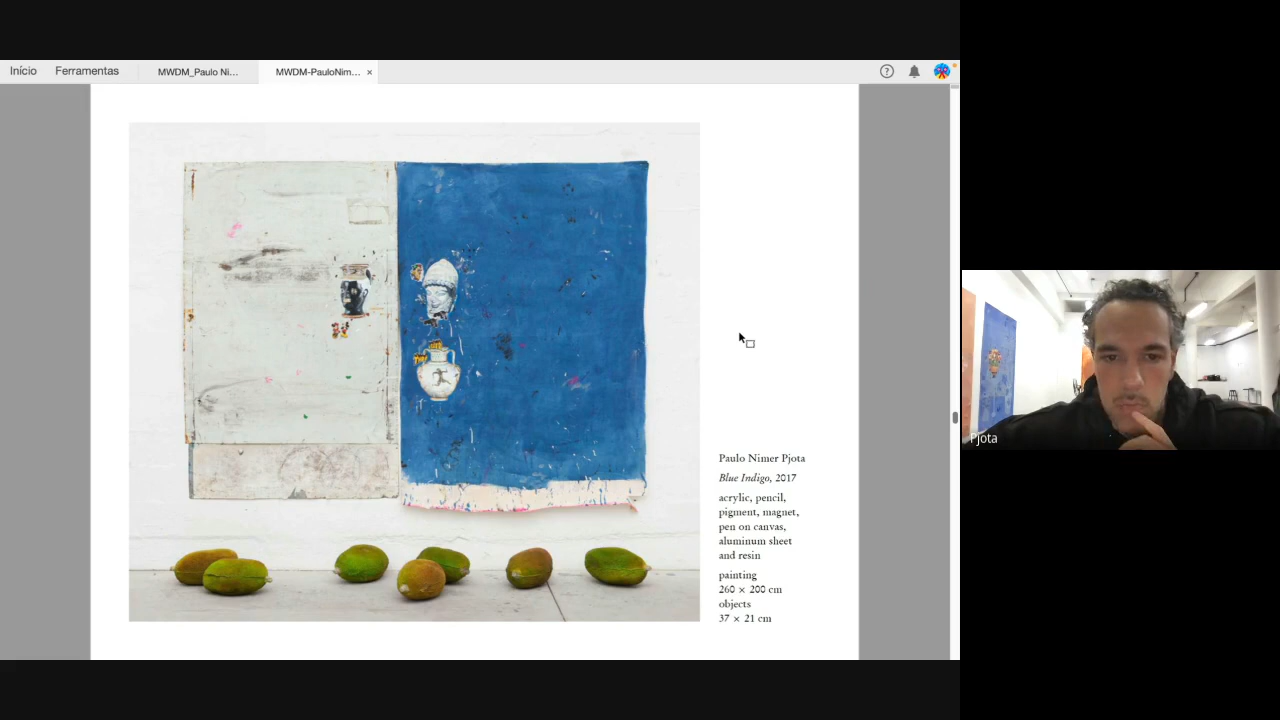 Início Ferramentas MWDM_Paulo Ni... MWDM-PauloNim... ×
Paulo Nimer Pjota
Blue Indigo, 2017
acrylic, pencil,
pigment, magnet,
pen on canvas,
aluminum sheet
and resin
painting
260 × 200 cm
objects
37 × 21 cm
Pjota